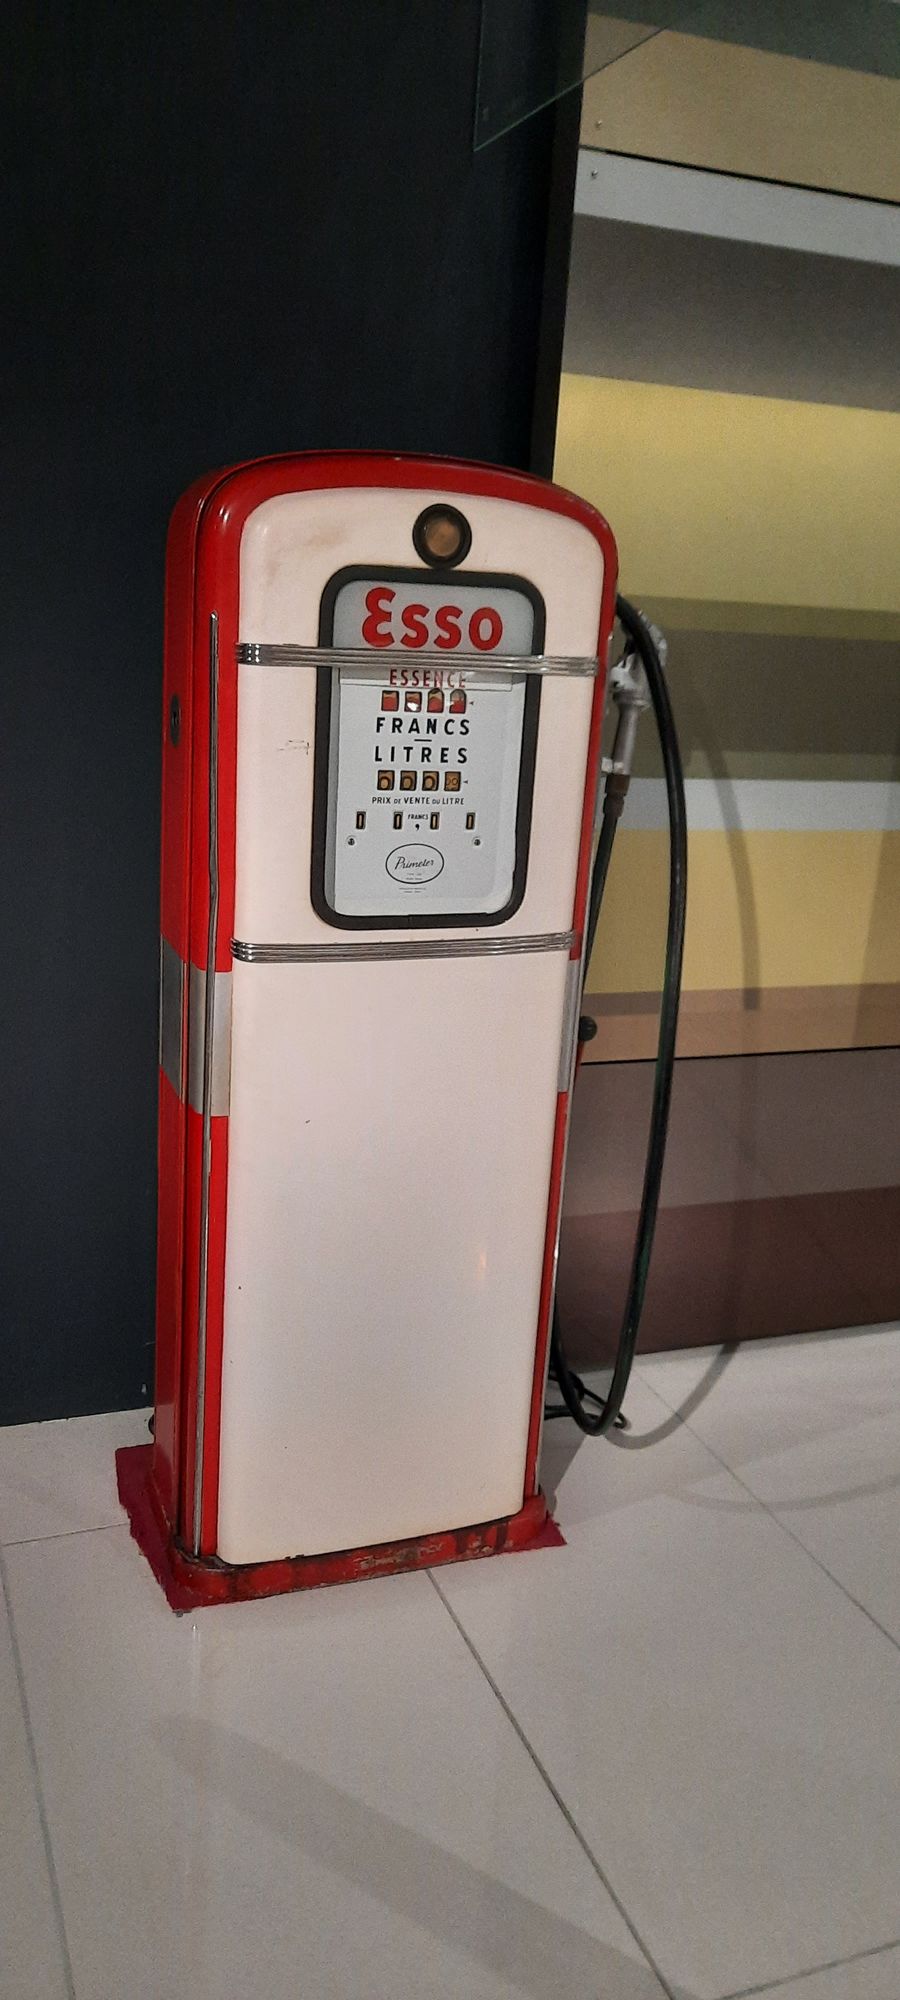 Esso
ESSENCE
FRANCS
LITRES
PRIX DE VENTE DU LITRE
FRANCS
,
Primeter